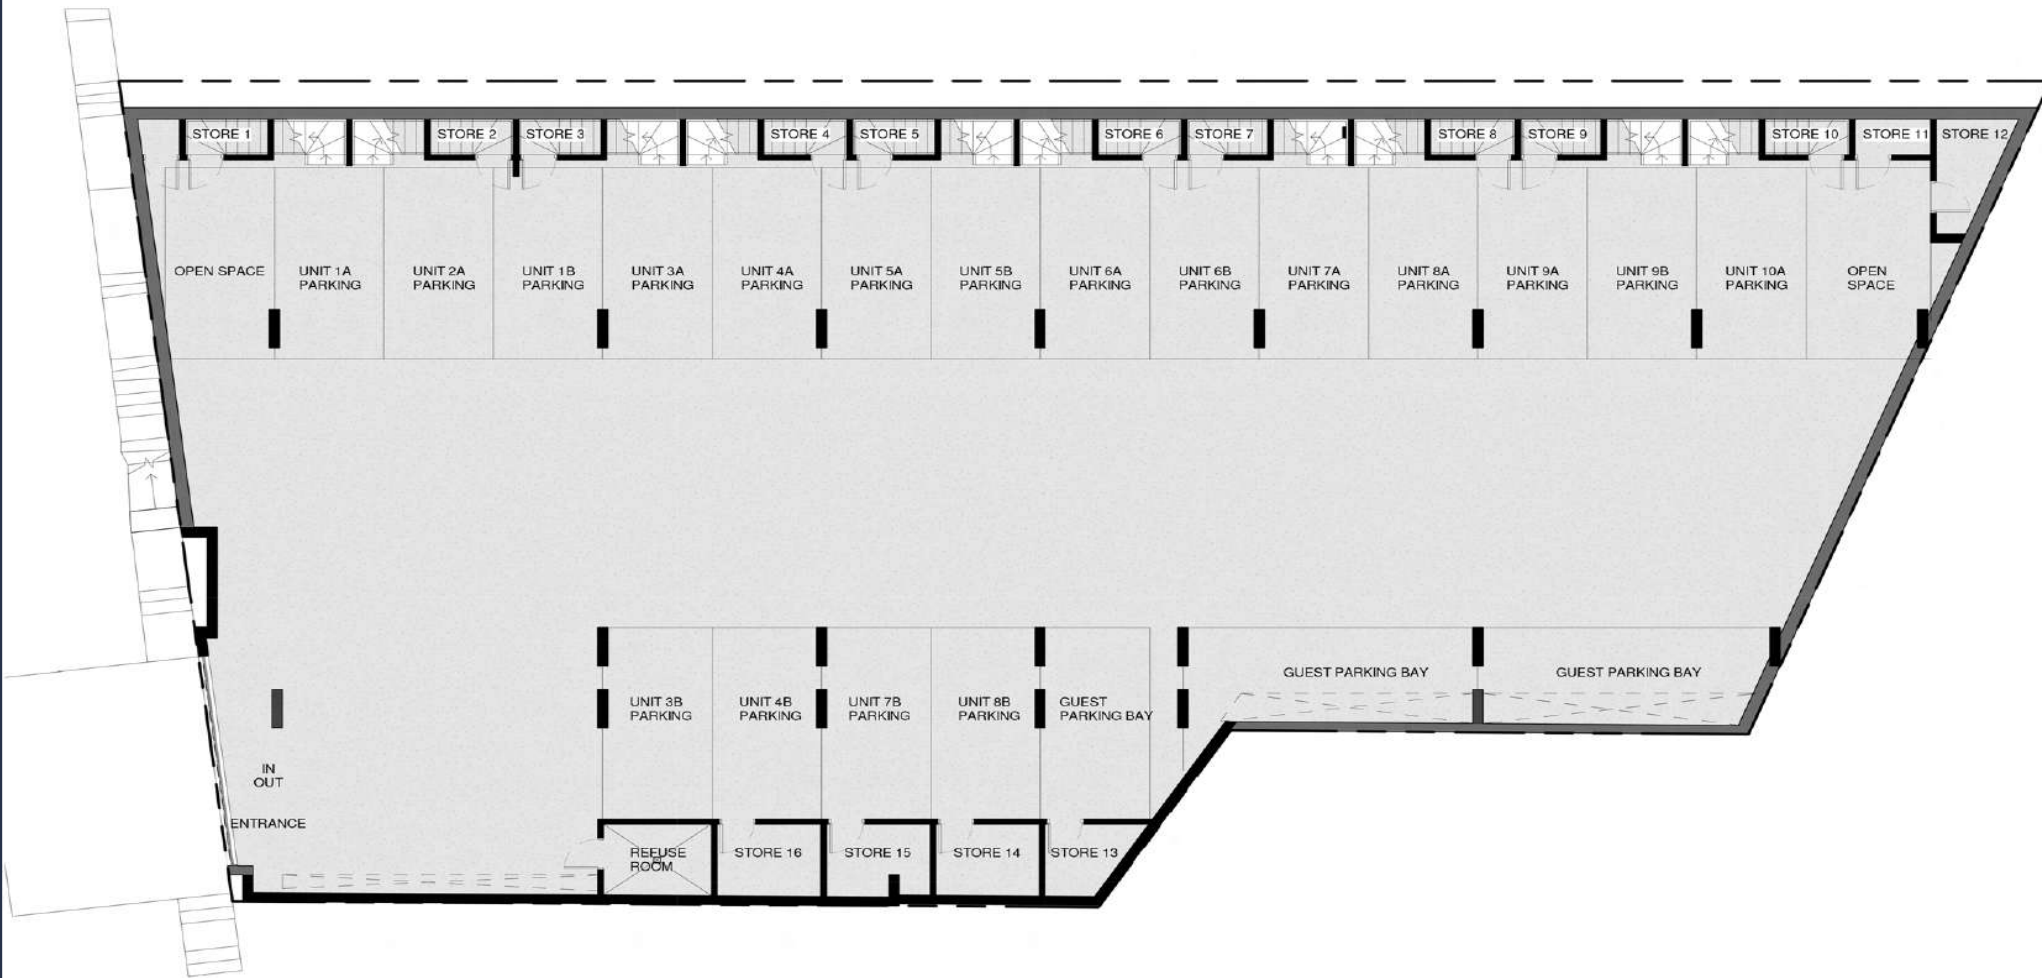 STORE 1
STORE 2
STORE 3
STORE 4
STORE 5
STORE 6
STORE 7
STORE 8
STORE 9
STORE 10
STORE 11
STORE 12
OPEN SPACE
UNIT 1A
PARKING
UNIT 2A
PARKING
UNIT 1B
PARKING
UNIT 3A
PARKING
UNIT 4A
PARKING
UNIT 5A
PARKING
UNIT 5B
PARKING
UNIT 6A
PARKING
UNIT 6B
PARKING
UNIT 7A
PARKING
UNIT 8A
PARKING
UNIT 9A
PARKING
UNIT 9B
PARKING
UNIT 10A
PARKING
OPEN
SPACE
GUEST PARKING BAY
GUEST PARKING BAY
UNIT 3B
PARKING
UNIT 4B
PARKING
UNIT 7B
PARKING
UNIT 8B
PARKING
GUEST
PARKING BAY
IN
OUT
ENTRANCE
REFUSE
ROOM
STORE 16
STORE 15
STORE 14
STORE 13